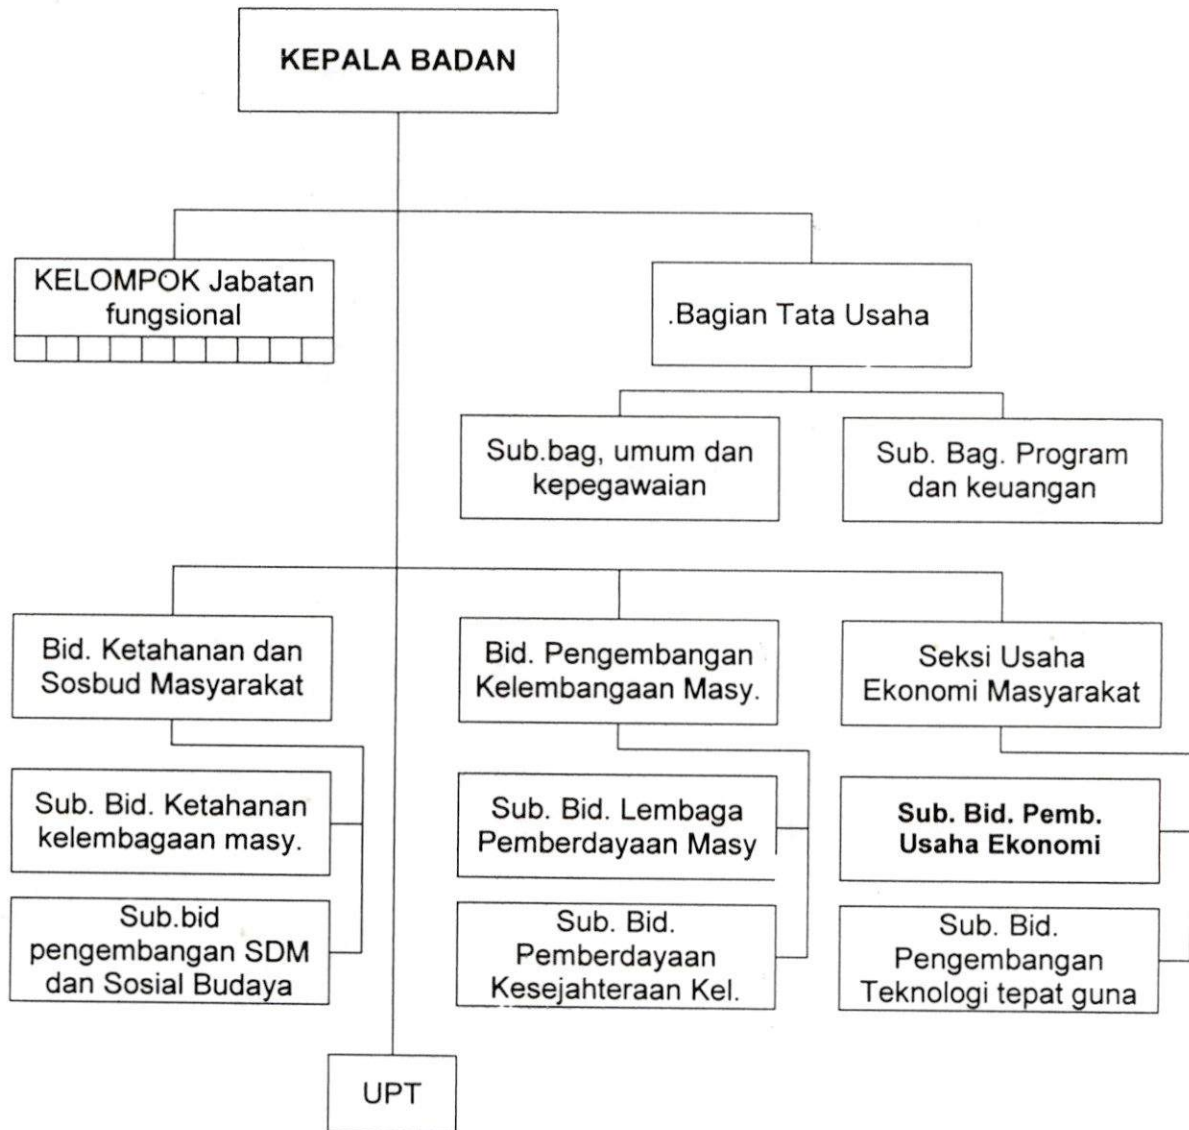 KEPALA BADAN
KELOMPOK Jabatan
fungsional
.Bagian Tata Usaha
Sub.bag, umum dan
kepegawaian
Sub. Bag. Program
dan keuangan
Bid. Ketahanan dan
Sosbud Masyarakat
Bid. Pengembangan
Kelembangaan Masy.
Seksi Usaha
Ekonomi Masyarakat
Sub. Bid. Ketahanan
kelembagaan masy.
Sub. Bid. Lembaga
Pemberdayaan Masy
Sub. Bid. Pemb.
Usaha Ekonomi
Sub.bid
pengembangan SDM
dan Sosial Budaya
Sub. Bid.
Pemberdayaan
Kesejahteraan Kel.
Sub. Bid.
Pengembangan
Teknologi tepat guna
UPT